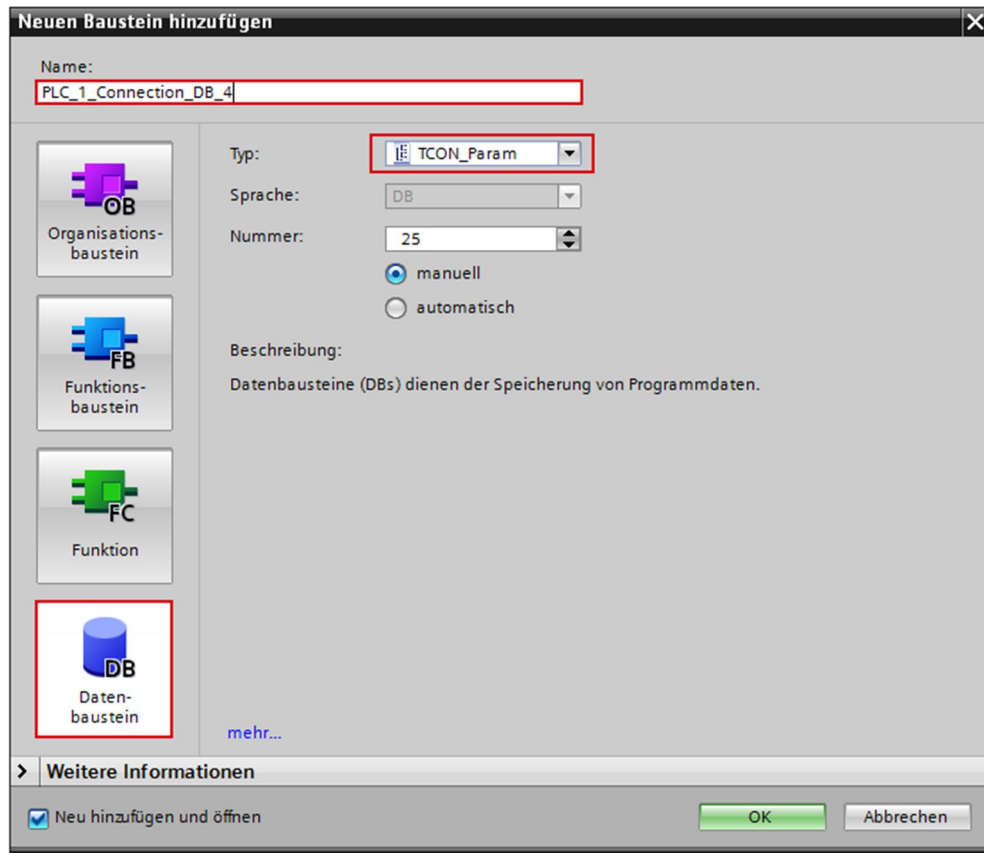 Neuen Baustein hinzufügen
Name:
PLC_1_Connection_DB_4
OB
Organisations-
baustein
FB
Funktions-
baustein
FC
Funktion
DB
Daten-
baustein
Typ:
TCON_Param
Sprache:
DB
Nummer:
25
manuell
automatisch
Beschreibung:
Datenbausteine (DBs) dienen der Speicherung von Programmdaten.
mehr...
Weitere Informationen
Neu hinzufügen und öffnen
OK
Abbrechen